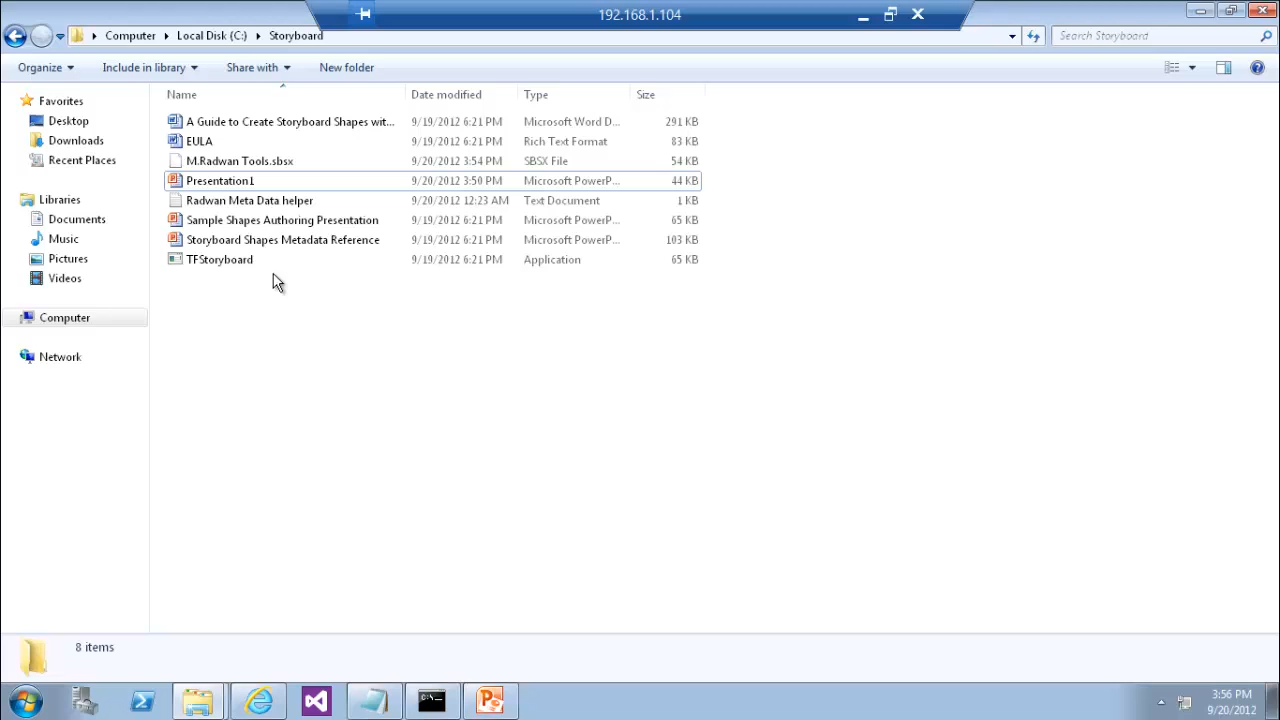 192.168.1.104
Computer Local Disk (C:) Storyboard Search Storyboard
Organize Include in library Share with New folder
Name Date modified Type Size
Favorites
Desktop
Downloads
Recent Places
Libraries
Documents
Music
Pictures
Videos
Computer
Network
A Guide to Create Storyboard Shapes wit... 9/19/2012 6:21 PM Microsoft Word D... 291 KB
EULA 9/19/2012 6:21 PM Rich Text Format 83 KB
M.Radwan Tools.sbsx 9/20/2012 3:54 PM SBSX File 54 KB
Presentation1 9/20/2012 3:50 PM Microsoft PowerP... 44 KB
Radwan Meta Data helper 9/20/2012 12:23 AM Text Document 1 KB
Sample Shapes Authoring Presentation 9/19/2012 6:21 PM Microsoft PowerP... 65 KB
Storyboard Shapes Metadata Reference 9/19/2012 6:21 PM Microsoft PowerP... 103 KB
TFStoryboard 9/19/2012 6:21 PM Application 65 KB
8 items
C:\
3:56 PM
9/20/2012